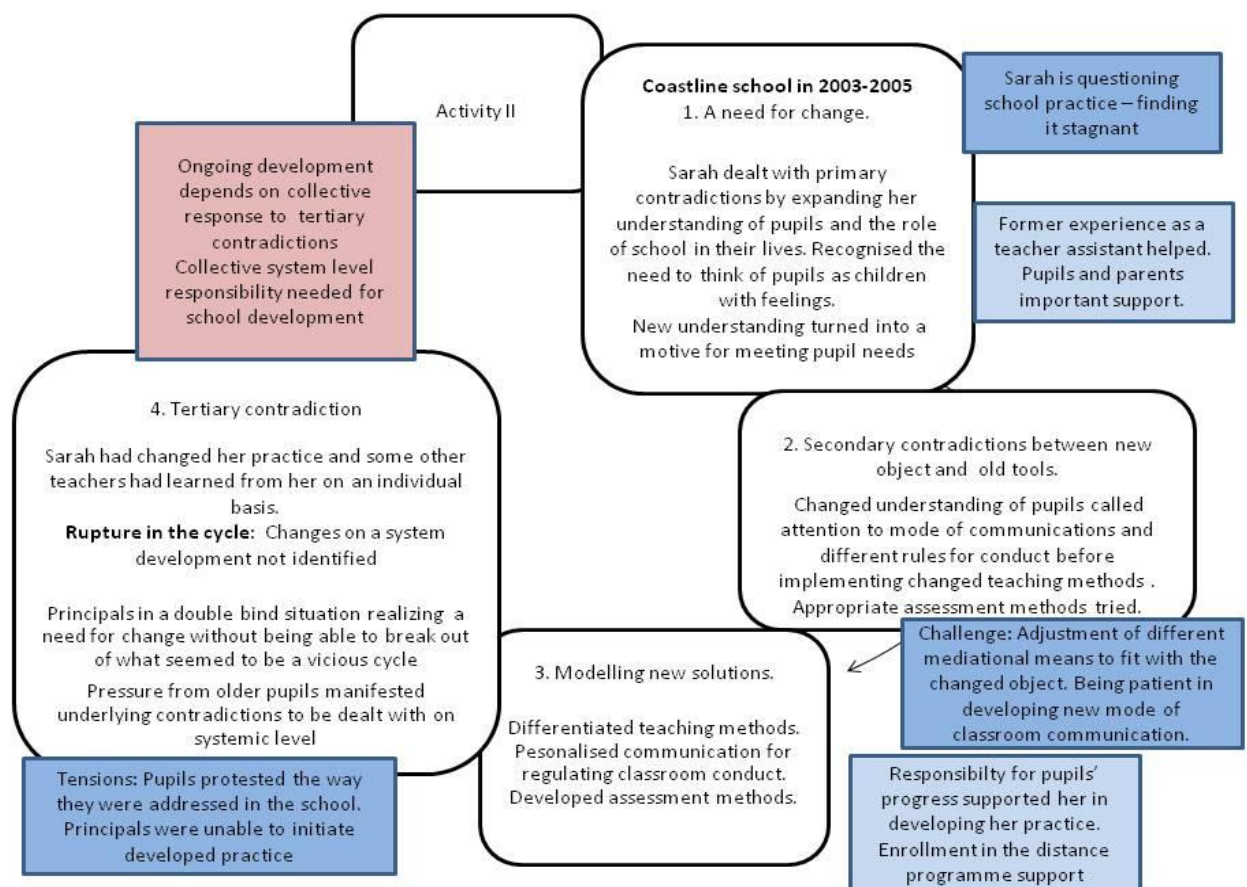 Activity II
Coastline school in 2003-2005
1. A need for change.
Sarah dealt with primary
contradictions by expanding her
understanding of pupils and the role
of school in their lives. Recognised the
need to think of pupils as children
with feelings.
New understanding turned into a
motive for meeting pupil needs
Sarah is questioning
school practice – finding
it stagnant
Former experience as a
teacher assistant helped.
Pupils and parents
important support.
Ongoing development
depends on collective
response to tertiary
contradictions
Collective system level
responsibility needed for
school development
2. Secondary contradictions between new
object and old tools.
Changed understanding of pupils called
attention to mode of communications and
different rules for conduct before
implementing changed teaching methods .
Appropriate assessment methods tried.
Challenge: Adjustment of different
mediational means to fit with the
changed object. Being patient in
developing new mode of
classroom communication.
3. Modelling new solutions.
Differentiated teaching methods.
Pesonalised communication for
regulating classroom conduct.
Developed assessment methods.
Responsibilty for pupils’
progress supported her in
developing her practice.
Enrollment in the distance
programme support
4. Tertiary contradiction
Sarah had changed her practice and some other
teachers had learned from her on an individual
basis.
Rupture in the cycle: Changes on a system
development not identified
Principals in a double bind situation realizing a
need for change without being able to break out
of what seemed to be a vicious cycle
Pressure from older pupils manifested
underlying contradictions to be dealt with on
systemic level
Tensions: Pupils protested the way
they were addressed in the school.
Principals were unable to initiate
developed practice